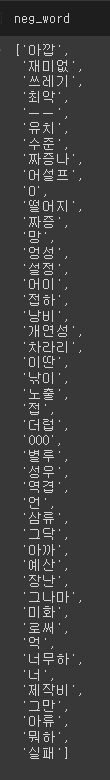 neg_word
['아깝',
'재미없',
'쓰레기',
'최악',
'ㅡㅡ',
'유치',
'수준',
'짜증나',
'어설프',
'0',
'떨어지',
'짜증',
'망',
'엉성',
'설정',
'어이',
'접하',
'낭비',
'개연성',
'차라리',
'이딴',
'낚이',
'노출',
'접',
'더럽',
'000',
'별루',
'성우',
'역겹',
'언',
'삼류',
'그닥',
'아까',
'예산',
'장난',
'그나마',
'미화',
'로써',
'억',
'너무하',
'너',
'제작비',
'그만',
'아류',
'뭐하',
'실패']